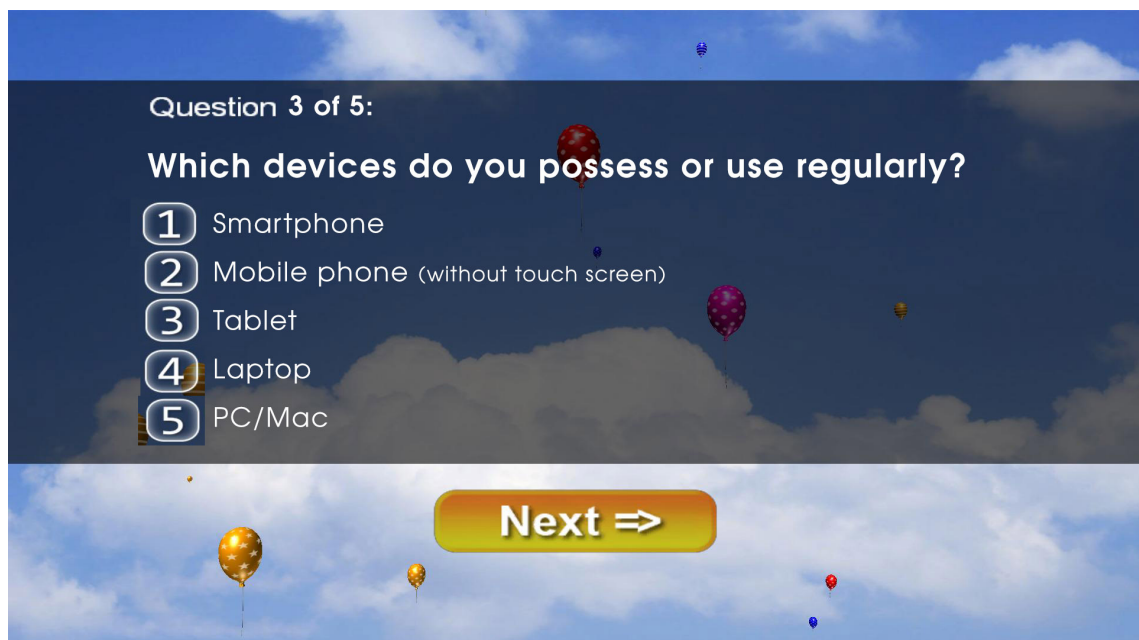 Question 3 of 5:
Which devices do you possess or use regularly?
1 Smartphone
2 Mobile phone (without touch screen)
3 Tablet
4 Laptop
5 PC/Mac
Next =>